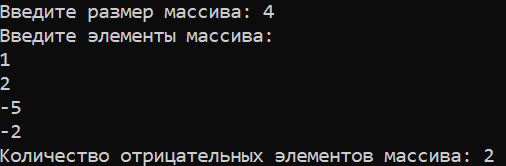 Введите размер массива: 4
Введите элементы массива:
1
2
-5
-2
Количество отрицательных элементов массива: 2